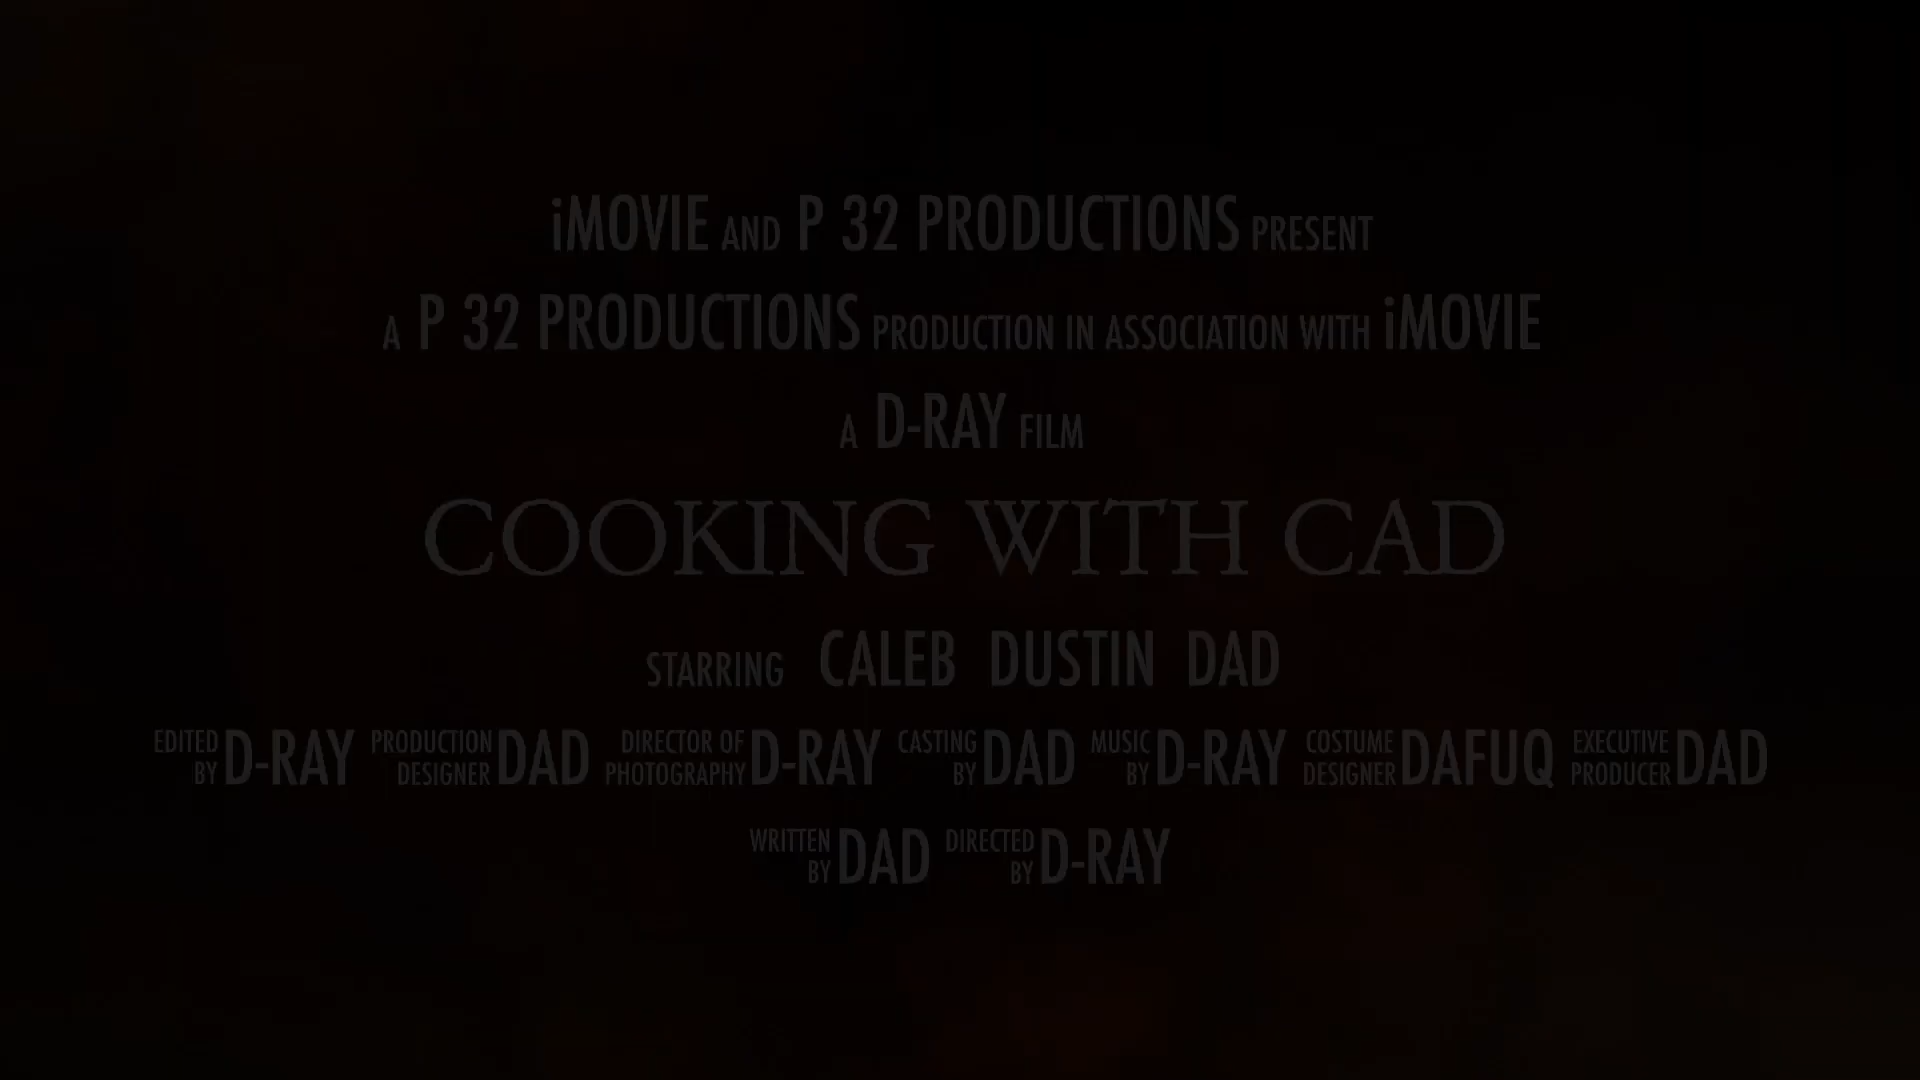 iMOVIE AND P 32 PRODUCTIONS PRESENT
A P 32 PRODUCTIONS PRODUCTION IN ASSOCIATION WITH iMOVIE
A D-RAY FILM
COOKING WITH CAD
STARRING CALEB DUSTIN DAD
EDITED BY D-RAY PRODUCTION DESIGNER DAD DIRECTOR OF PHOTOGRAPHY D-RAY CASTING BY DAD MUSIC BY D-RAY COSTUME DESIGNER DAFUQ EXECUTIVE PRODUCER DAD
WRITTEN BY DAD DIRECTED BY D-RAY